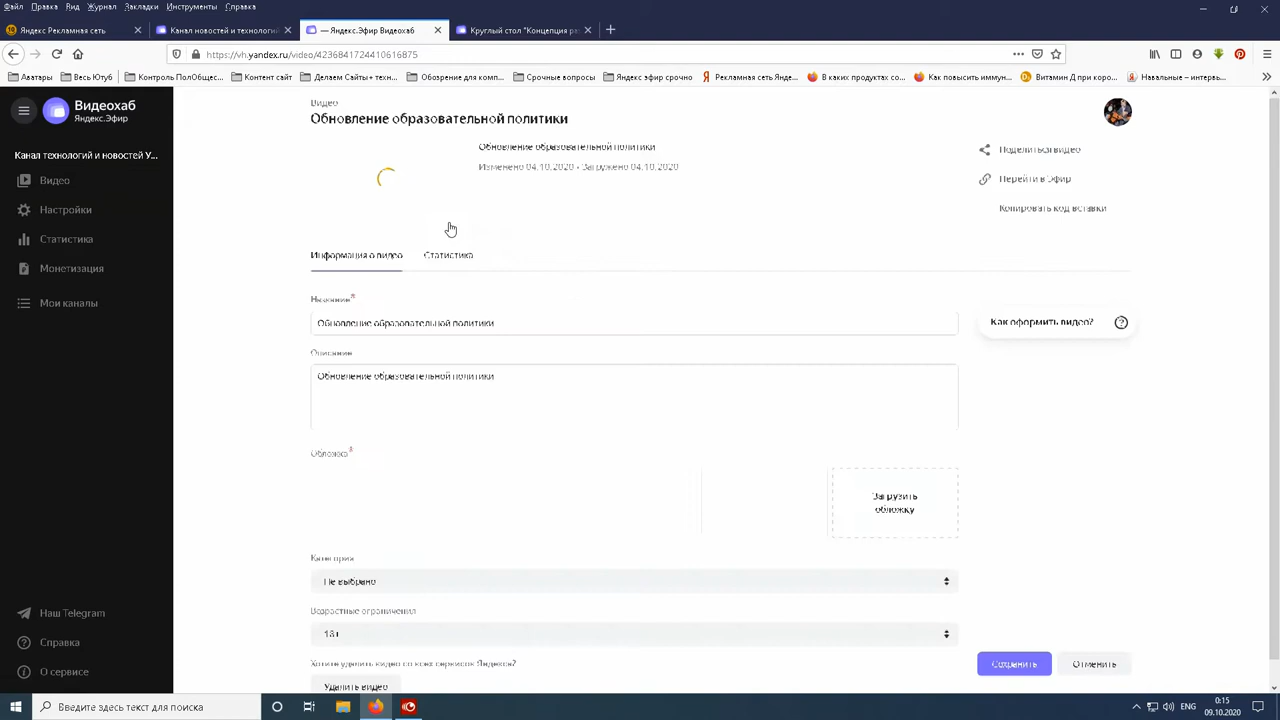 Файл Правка Вид Журнал Закладки Инструменты Справка
Яндекс Рекламная сеть
Канал новостей и технологий
— Яндекс.Эфир Видеохаб
Круглый стол "Концепция ра
https://vh.yandex.ru/video/4236841724410616875
Аватары
Весь Ютуб
Контроль ПолОбщес...
Контент сайт
Делаем Сайты+ техн...
Обозрение для комп...
Срочные вопросы
Яндекс эфир срочно
Рекламная сеть Янде...
В каких продуктах со...
Как повысить иммун...
Витамин Д при коро...
Навальные – интерв...
Видеохаб
Яндекс.Эфир
Канал технологий и новостей У...
Видео
Настройки
Статистика
Монетизация
Мои каналы
Наш Telegram
Справка
О сервисе
Видео
Обновление образовательной политики
Обновление образовательной политики
Изменено 04.10.2020 • Загружено 04.10.2020
Поделиться видео
Перейти в Эфир
Копировать код вставки
Информация о видео
Статистика
Название*
Обновление образовательной политики
Как оформить видео?
Описание
Обновление образовательной политики
Обложка*
Загрузить
обложку
Категория
Не выбрано
Возрастные ограничения
Хотите удалить видео со всех сервисов Яндекса?
Удалить видео
Сохранить
Отменить
Введите здесь текст для поиска
ENG
0:15
09.10.2020